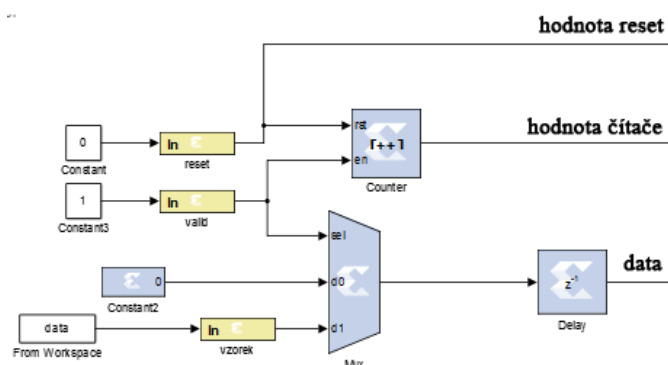 hodnota reset
0
In
rst
[++]
hodnota čítače
Constant
reset
en
Counter
1
In
Constant3
valid
sel
0
d0
z⁻¹
data
Constant2
Delay
data
In
d1
From Workspace
vzorek
Mux